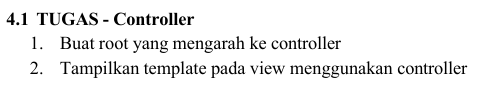 4.1 TUGAS - Controller
1. Buat root yang mengarah ke controller
2. Tampilkan template pada view menggunakan controller